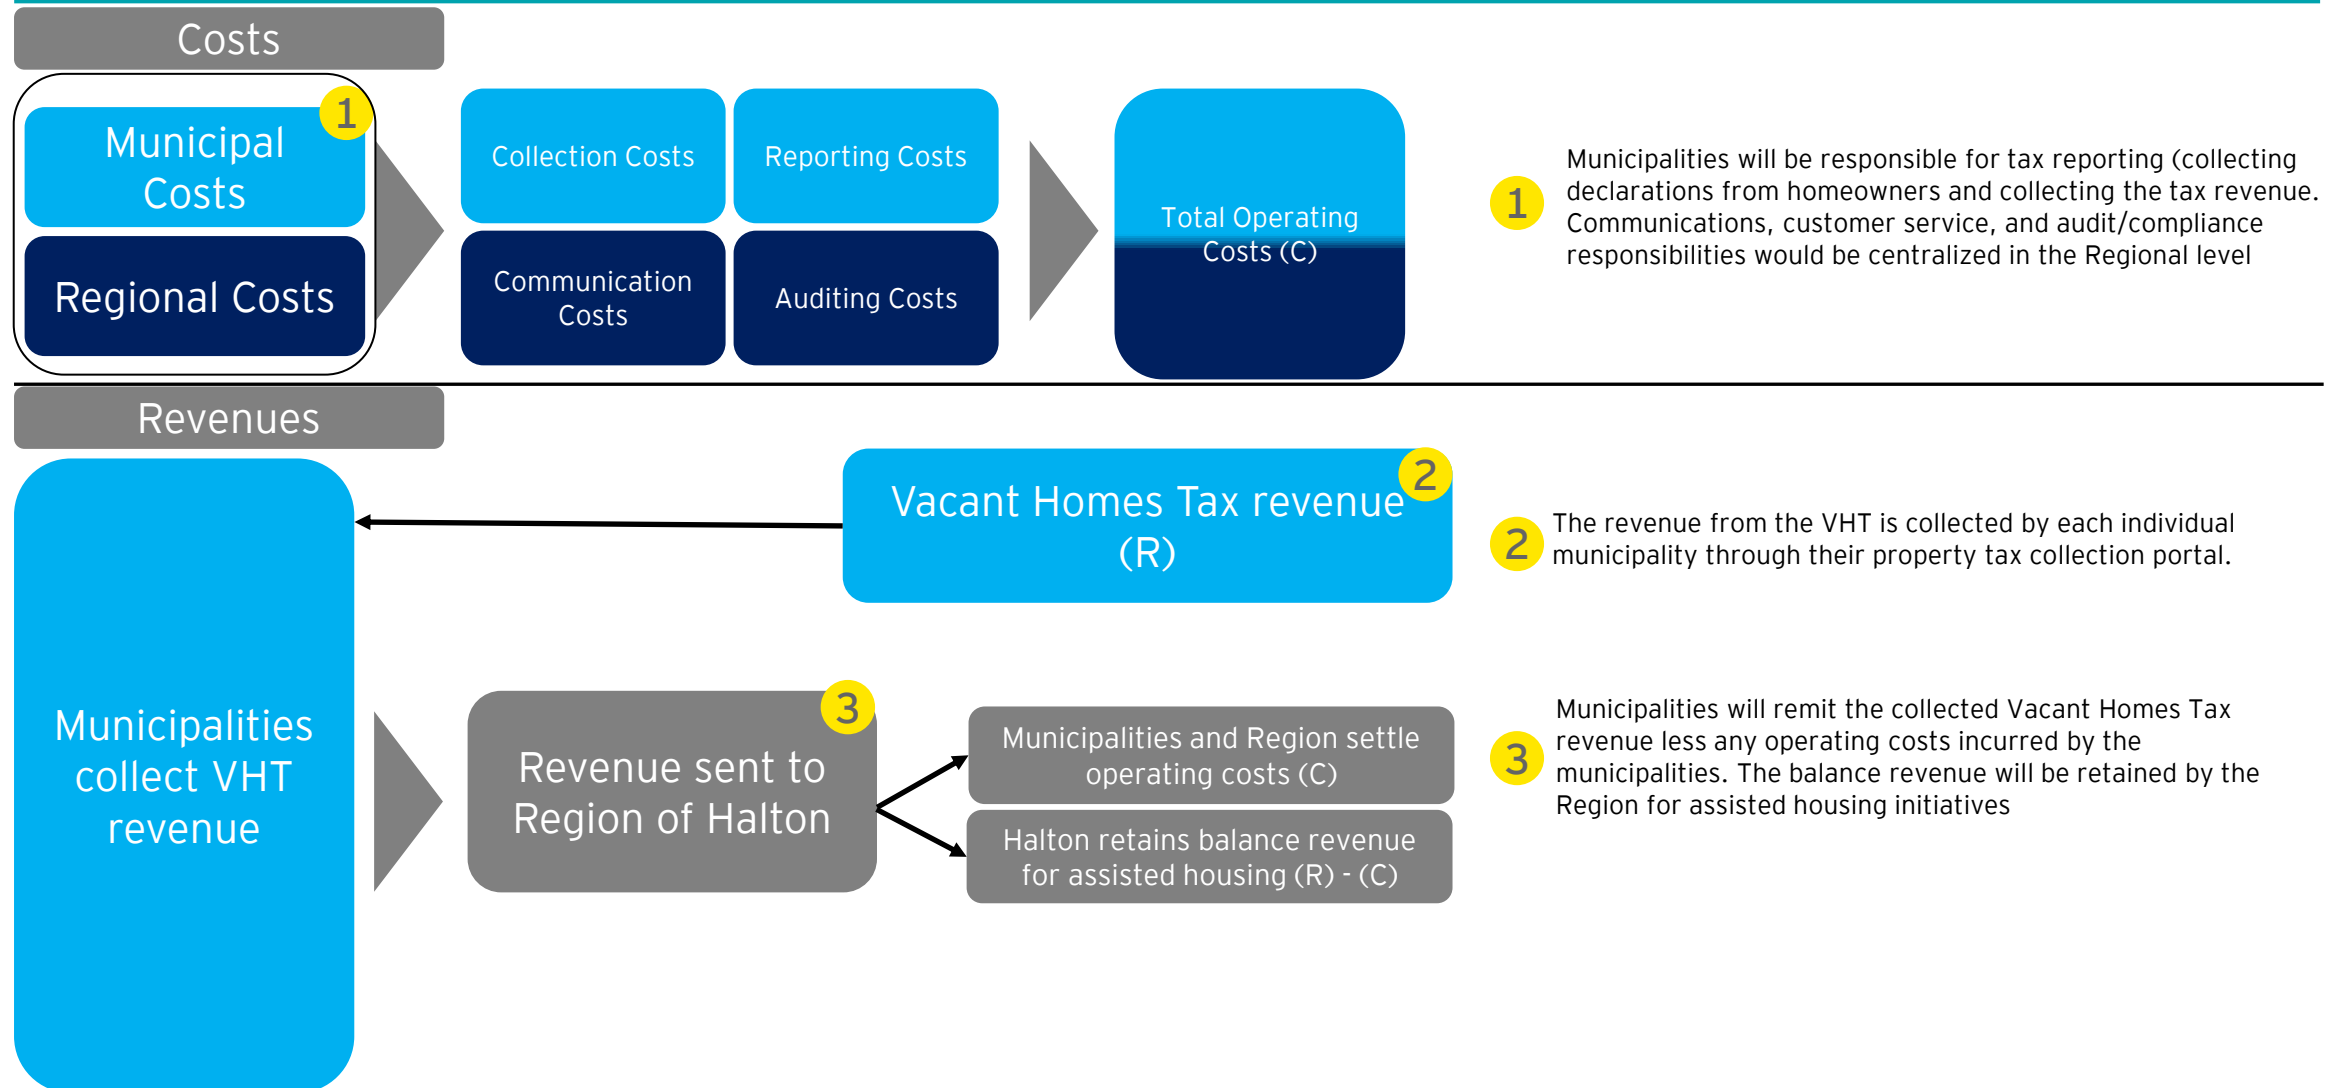 Costs
1
Municipal
Costs
Regional Costs
Collection Costs
Reporting Costs
Communication
Costs
Auditing Costs
Total Operating
Costs (C)
1
Municipalities will be responsible for tax reporting (collecting
declarations from homeowners and collecting the tax revenue.
Communications, customer service, and audit/compliance
responsibilities would be centralized in the Regional level
Revenues
Municipalities
collect VHT
revenue
Vacant Homes Tax revenue
(R)
2
2
The revenue from the VHT is collected by each individual
municipality through their property tax collection portal.
Revenue sent to
Region of Halton
3
Municipalities and Region settle
operating costs (C)
Halton retains balance revenue
for assisted housing (R) - (C)
3
Municipalities will remit the collected Vacant Homes Tax
revenue less any operating costs incurred by the
municipalities. The balance revenue will be retained by the
Region for assisted housing initiatives